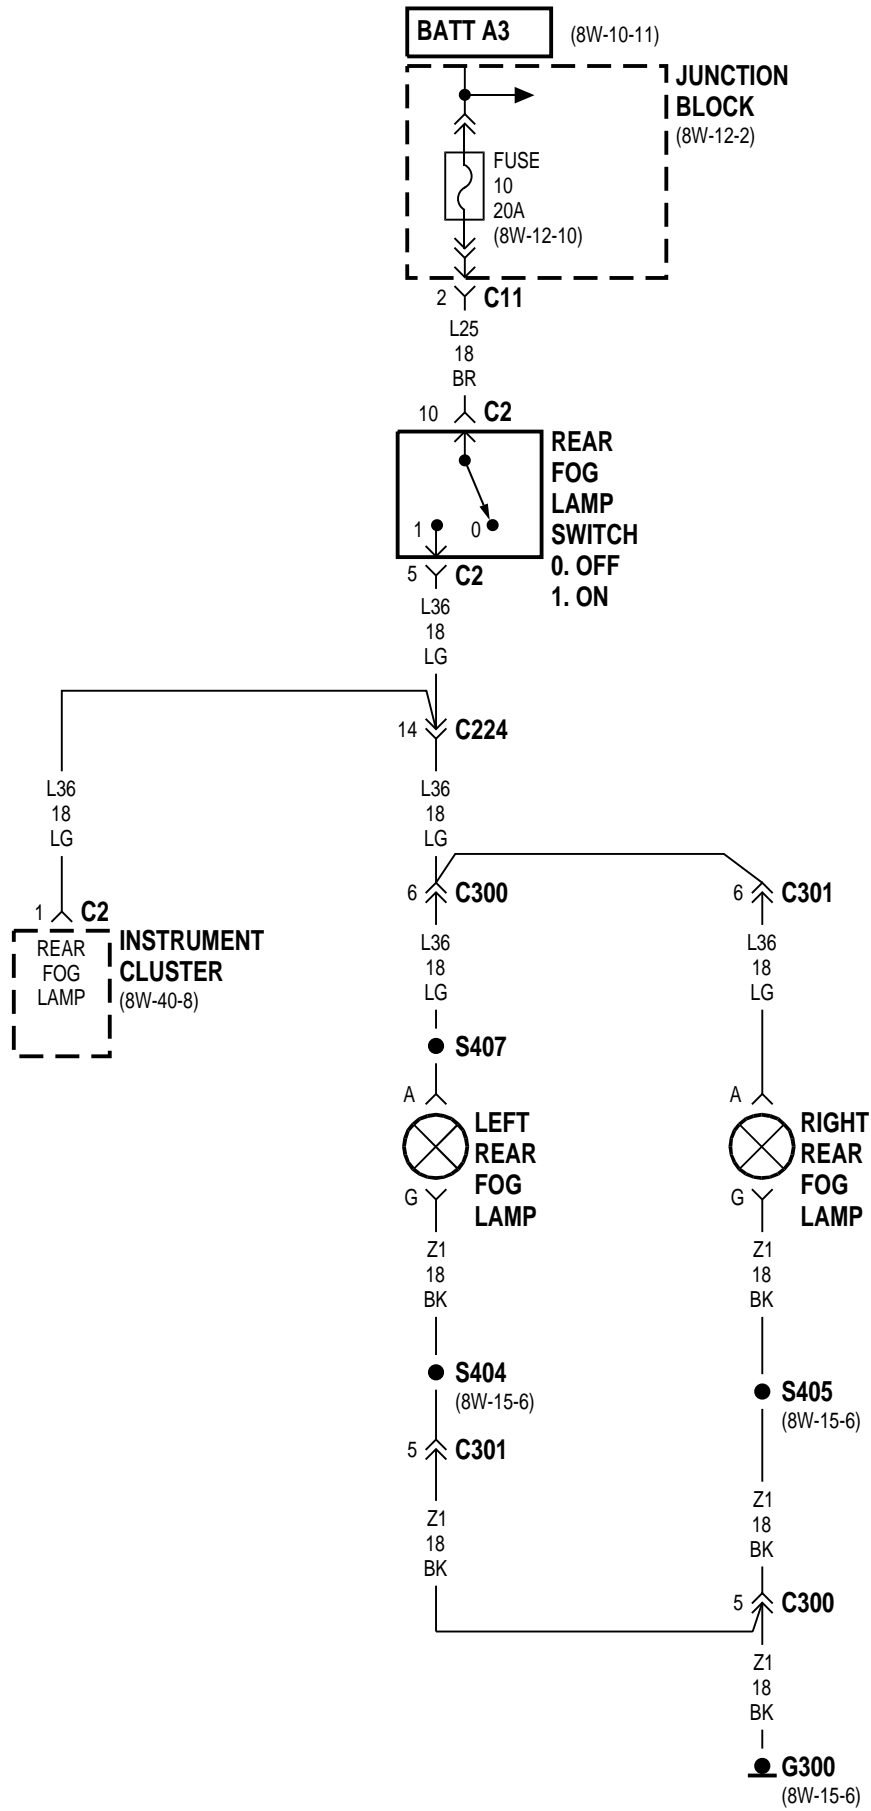 BATT A3
(8W-10-11)
JUNCTION
BLOCK
(8W-12-2)
FUSE
10
20A
(8W-12-10)
2 C11
L25
18
BR
10 C2
REAR
FOG
LAMP
SWITCH
0. OFF
1. ON
1 0
5 C2
L36
18
LG
14 C224
L36
18
LG
L36
18
LG
1 C2
REAR
FOG
LAMP
INSTRUMENT
CLUSTER
(8W-40-8)
6 C300
6 C301
L36
18
LG
L36
18
LG
S407
A
LEFT
REAR
FOG
LAMP
G
A
RIGHT
REAR
FOG
LAMP
G
Z1
18
BK
Z1
18
BK
S404
(8W-15-6)
S405
(8W-15-6)
5 C301
Z1
18
BK
Z1
18
BK
5 C300
Z1
18
BK
G300
(8W-15-6)